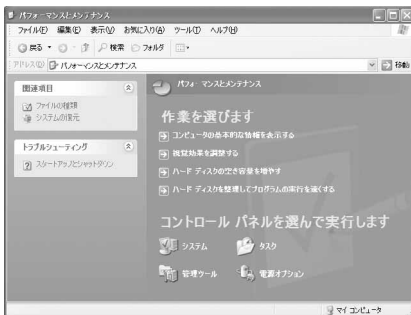 パフォーマンスとメンテナンス
ファイル(F) 編集(E) 表示(V) お気に入り(A) ツール(T) ヘルプ(H)
戻る 検索 フォルダ
アドレス(D) パフォーマンスとメンテナンス 移動
関連項目
ファイルの種類
システムの復元
トラブルシューティング
スタートアップとシャットダウン
パフォーマンスとメンテナンス
作業を選びます
コンピュータの基本的な情報を表示する
視覚効果を調整する
ハード ディスクの空き容量を増やす
ハード ディスクを整理してプログラムの実行を速くする
コントロール パネルを選んで実行します
システム タスク
管理ツール 電源オプション
マイ コンピュータ